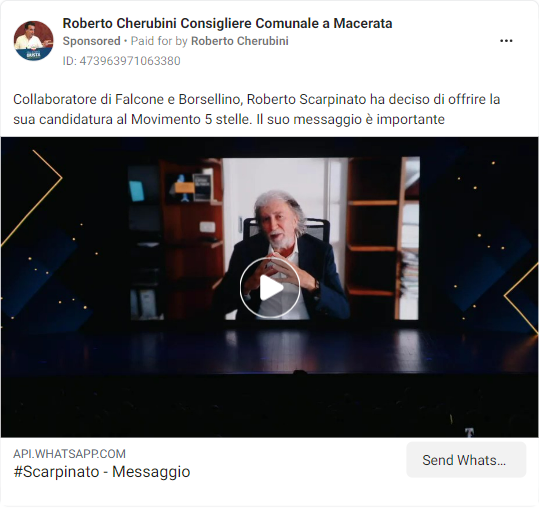 Roberto Cherubini Consigliere Comunale a Macerata
Sponsored • Paid for by Roberto Cherubini
ID: 473963971063380
Collaboratore di Falcone e Borsellino, Roberto Scarpinato ha deciso di offrire la
sua candidatura al Movimento 5 stelle. Il suo messaggio è importante
API.WHATSAPP.COM
#Scarpinato - Messaggio
Send Whats...